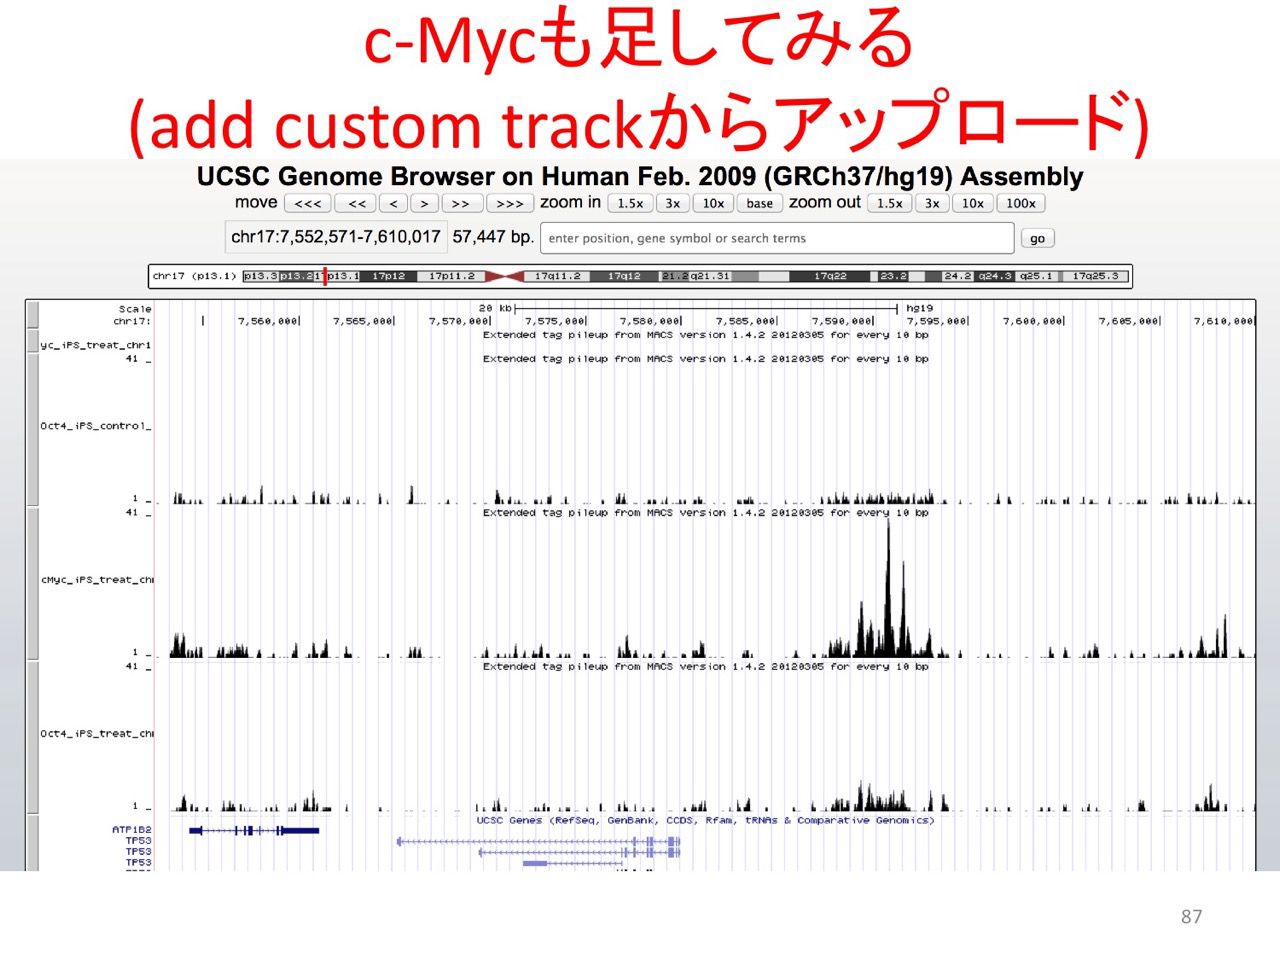 c-Mycも足してみる
(add custom trackからアップロード)
UCSC Genome Browser on Human Feb. 2009 (GRCh37/hg19) Assembly
move <<< << < > >> >>> zoom in 1.5x 3x 10x base zoom out 1.5x 3x 10x 100x
chr17:7,552,571-7,610,017 57,447 bp. enter position, gene symbol or search terms go
chr17 (p13.1) p13.3 p13.2 p13.1 17p12 17p11.2 17q11.2 17q12 21.2 q21.31 17q22 23.2 24.2 q24.3 q25.1 17q25.3
Scale 20 kb hg19
chr17: 7,560,000 7,565,000 7,570,000 7,575,000 7,580,000 7,585,000 7,590,000 7,595,000 7,600,000 7,605,000 7,610,000
Extended tag pileup from MACS version 1.4.2 20120305 for every 10 bp
yc_iPS_treat_chr1
41 Extended tag pileup from MACS version 1.4.2 20120305 for every 10 bp
Oct4_iPS_control_
1
41 Extended tag pileup from MACS version 1.4.2 20120305 for every 10 bp
cMyc_iPS_treat_chr
1
41 Extended tag pileup from MACS version 1.4.2 20120305 for every 10 bp
Oct4_iPS_treat_chr
1
UCSC Genes (RefSeq, GenBank, CCDS, Rfam, tRNAs & Comparative Genomics)
ATP1B2
TP53
TP53
TP53
87